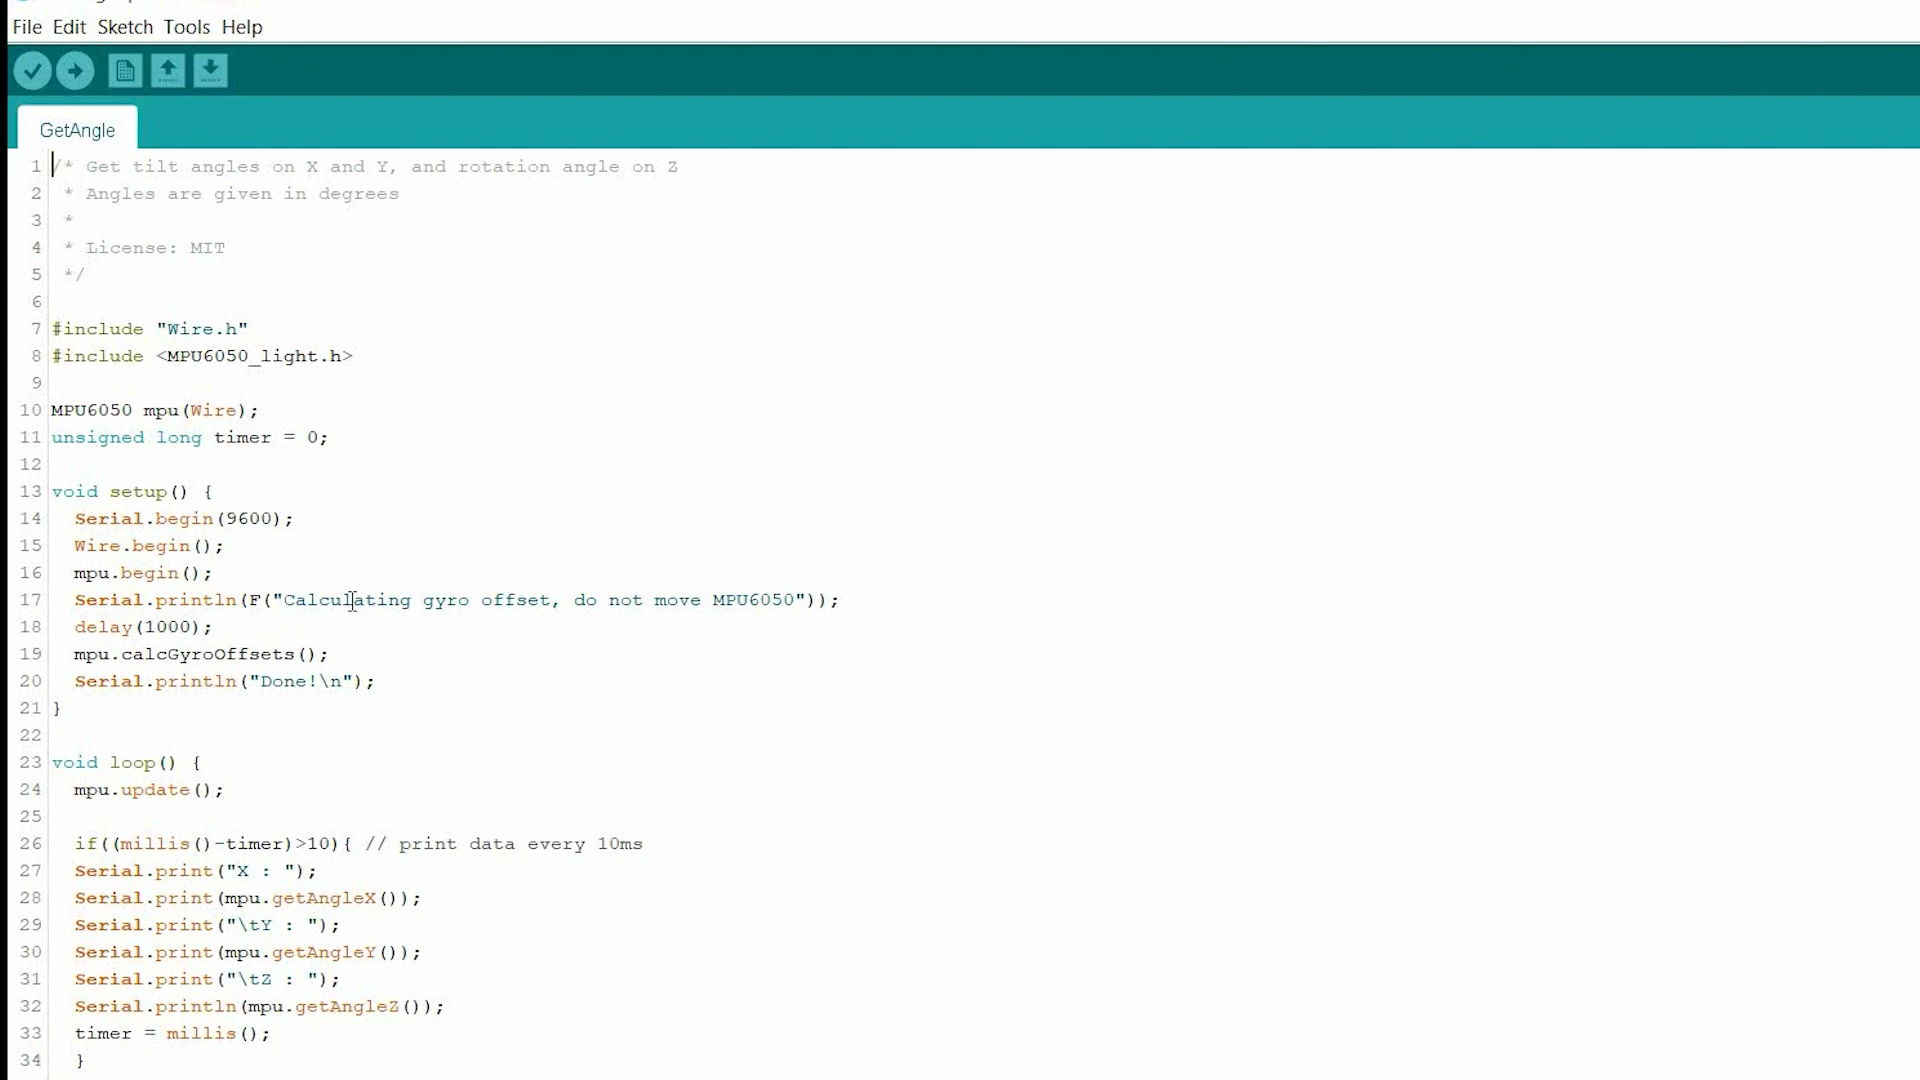 File Edit Sketch Tools Help
GetAngle
1 /* Get tilt angles on X and Y, and rotation angle on Z
2 * Angles are given in degrees
3 *
4 * License: MIT
5 */
6
7 #include "Wire.h"
8 #include <MPU6050_light.h>
9
10 MPU6050 mpu(Wire);
11 unsigned long timer = 0;
12
13 void setup() {
14 Serial.begin(9600);
15 Wire.begin();
16 mpu.begin();
17 Serial.println(F("Calculating gyro offset, do not move MPU6050"));
18 delay(1000);
19 mpu.calcGyroOffsets();
20 Serial.println("Done!\n");
21 }
22
23 void loop() {
24 mpu.update();
25
26 if((millis()-timer)>10){ // print data every 10ms
27 Serial.print("X : ");
28 Serial.print(mpu.getAngleX());
29 Serial.print("\tY : ");
30 Serial.print(mpu.getAngleY());
31 Serial.print("\tZ : ");
32 Serial.println(mpu.getAngleZ());
33 timer = millis();
34 }